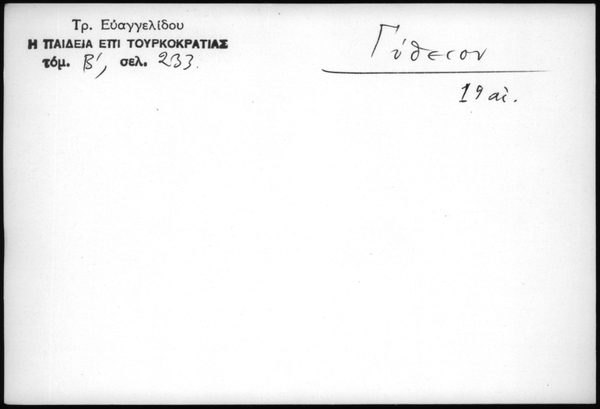 Τρ. Εὐαγγελίδου
Η ΠΑΙΔΕΙΑ ΕΠΙ ΤΟΥΡΚΟΚΡΑΤΙΑΣ
τόμ. Β', σελ. 233.
Γύθειον
19 αἰ.